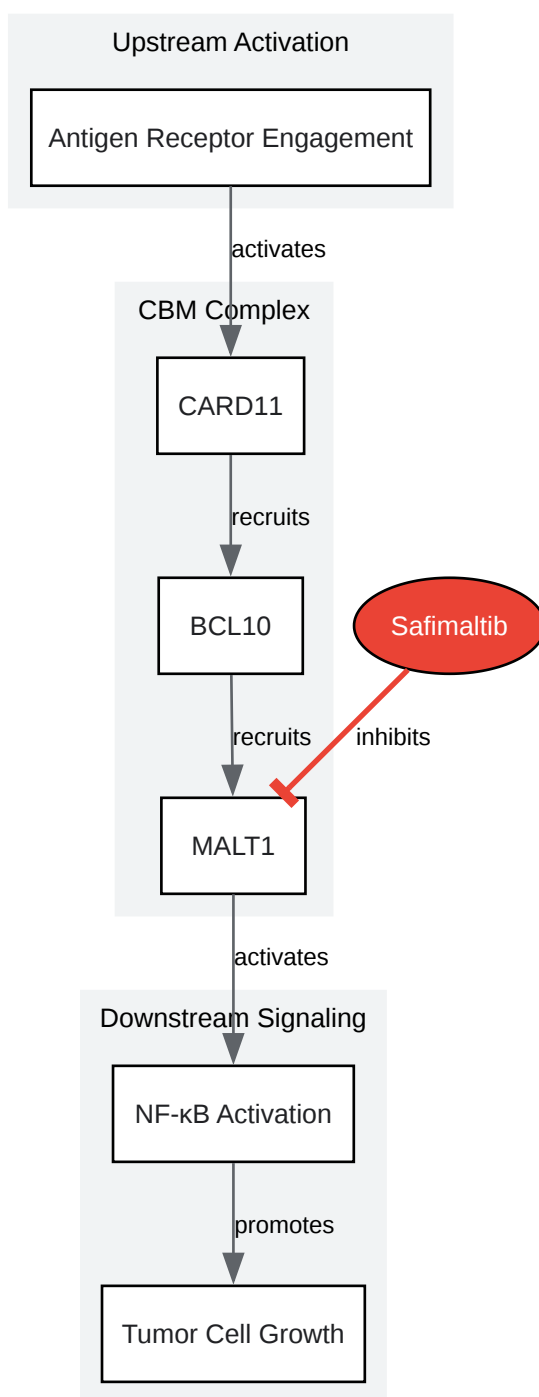 Upstream Activation
Antigen Receptor Engagement
activates
CBM Complex
CARD11
recruits
BCL10
Safimaltib
recruits
inhibits
MALT1
activates
Downstream Signaling
NF-κB Activation
promotes
Tumor Cell Growth